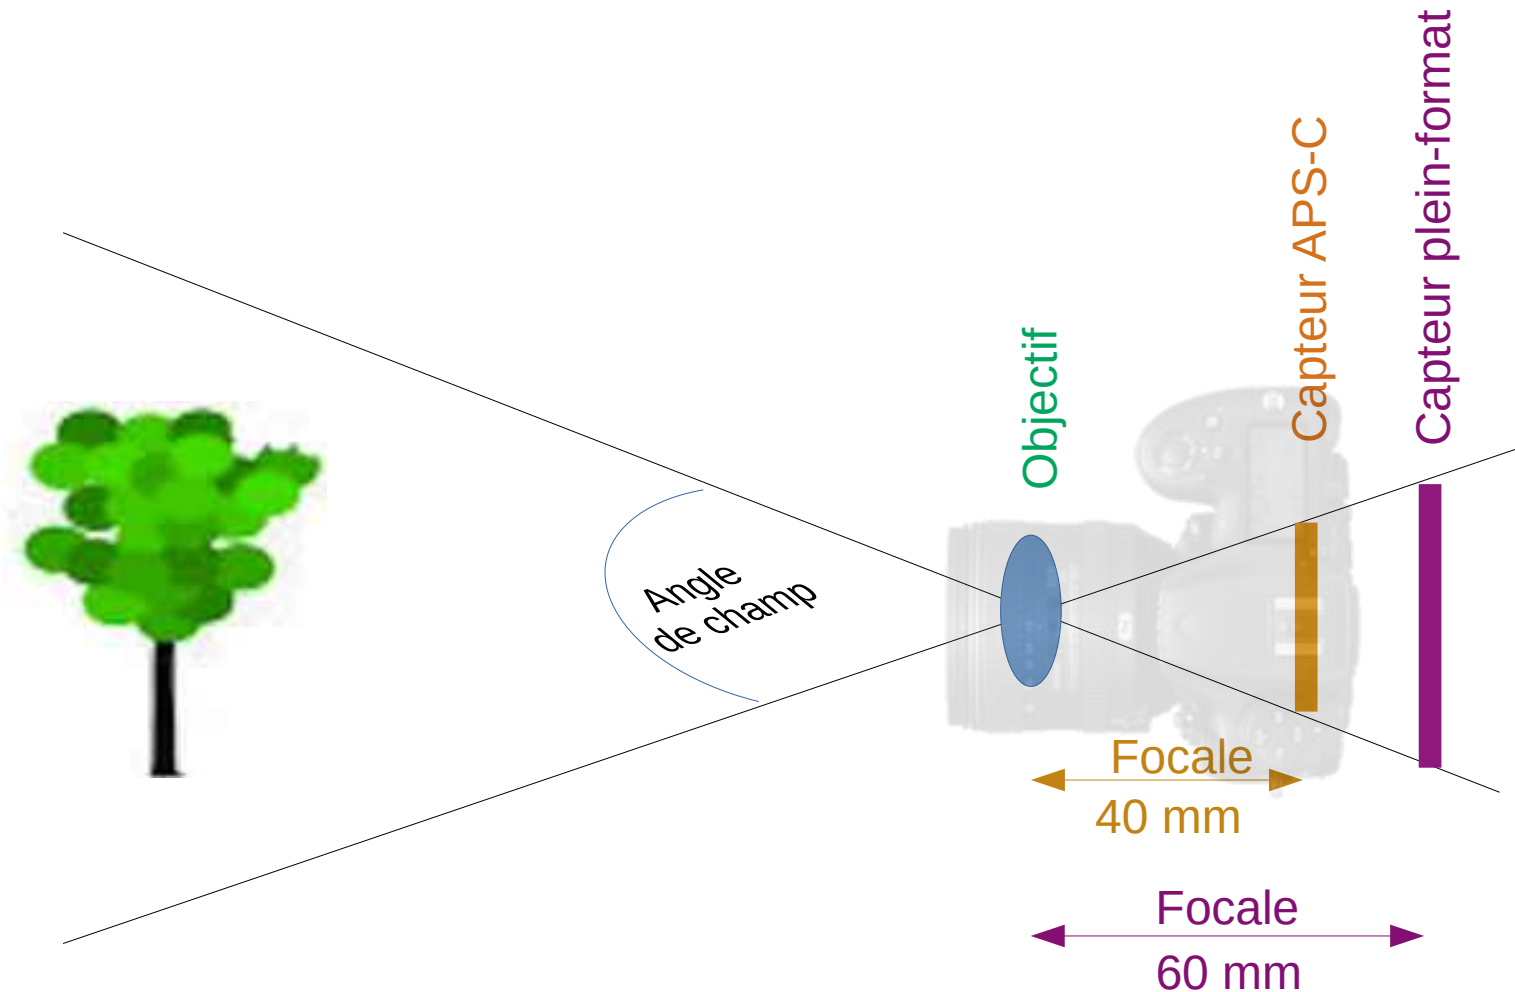 Capteur plein-format
Capteur APS-C
Objectif
Angle
de champ
Focale
40 mm
Focale
60 mm